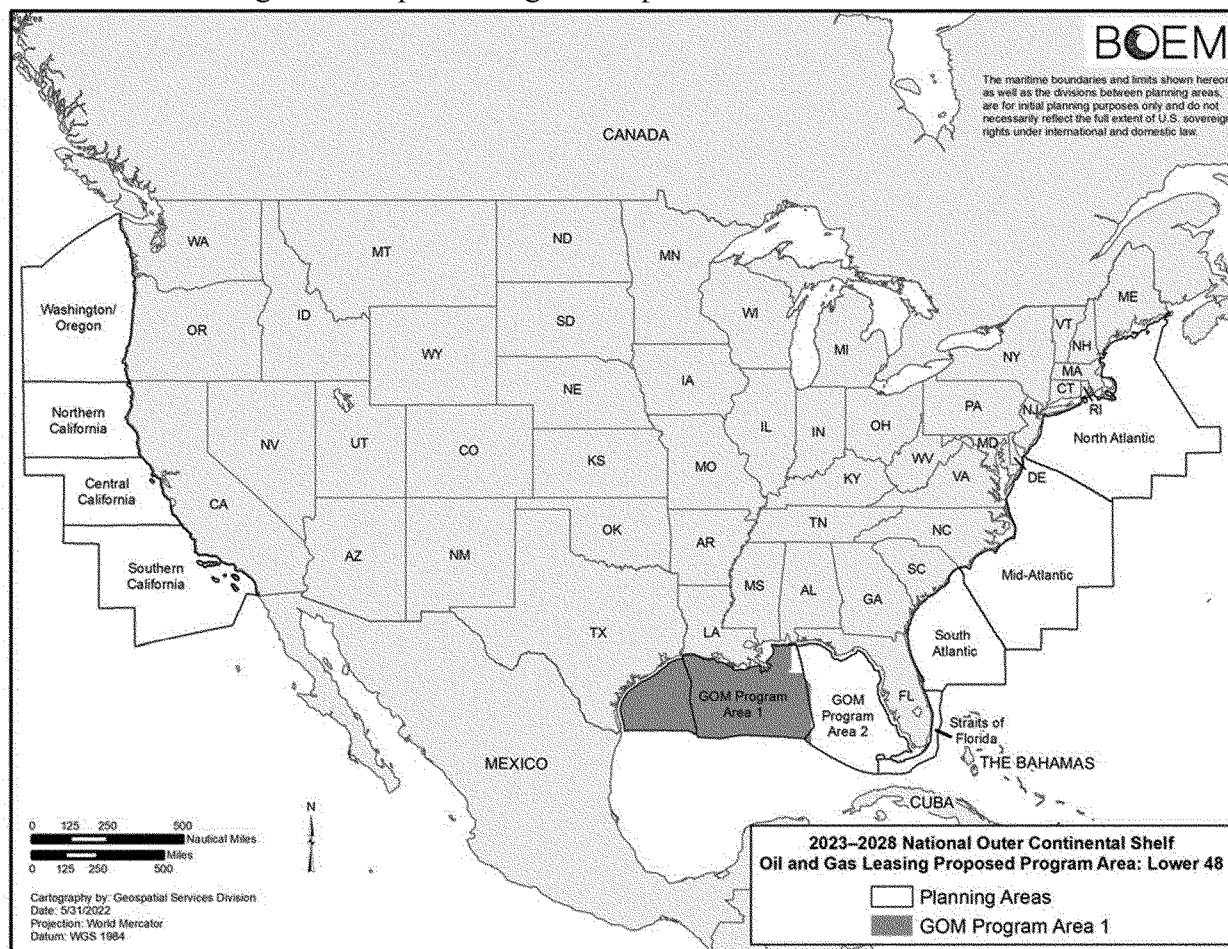 BOEM
The maritime boundaries and limits shown hereon
as well as the divisions between planning areas,
are for initial planning purposes only and do not
necessarily reflect the full extent of U.S. sovereign
rights under international and domestic law.
CANADA
WA
MT
ND
MN
ME
Washington/
Oregon
OR
ID
SD
WI
MI
VT
NH
NY
WY
MA
CT
RI
IA
NE
PA
NJ
Northern
California
NV
UT
CO
IL
IN
OH
MD
North Atlantic
KS
MO
WV
VA
DE
KY
Central
California
CA
OK
TN
NC
AZ
NM
AR
SC
Mid-Atlantic
Southern
California
MS
AL
GA
TX
LA
South
Atlantic
GOM Program
Area 1
GOM
Program
Area 2
FL
Straits of
Florida
MEXICO
THE BAHAMAS
CUBA
N
0 125 250 500
Nautical Miles
Miles
0 125 250 500
Cartography by: Geospatial Services Division
Date: 5/31/2022
Projection: World Mercator
Datum: WGS 1984
2023–2028 National Outer Continental Shelf
Oil and Gas Leasing Proposed Program Area: Lower 48
Planning Areas
GOM Program Area 1